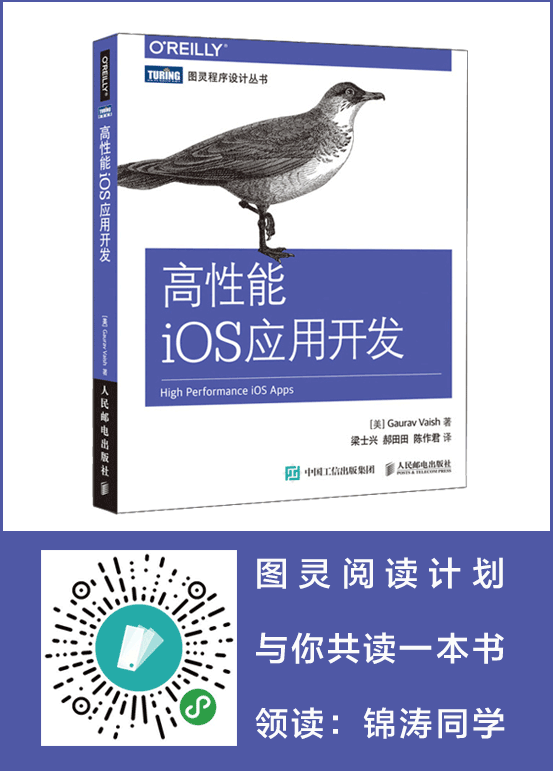 O'REILLY®
TURING 图灵程序设计丛书
高性能
iOS应用开发
High Performance iOS Apps
[美] Gaurav Vaish 著
梁士兴 郝田田 陈作君 译
中国工信出版集团
人民邮电出版社
POSTS & TELECOM PRESS
O'REILLY®
TURING
高性能iOS应用开发
[美] Gaurav Vaish 著
人民邮电出版社
图灵阅读计划
与你共读一本书
领读：锦涛同学